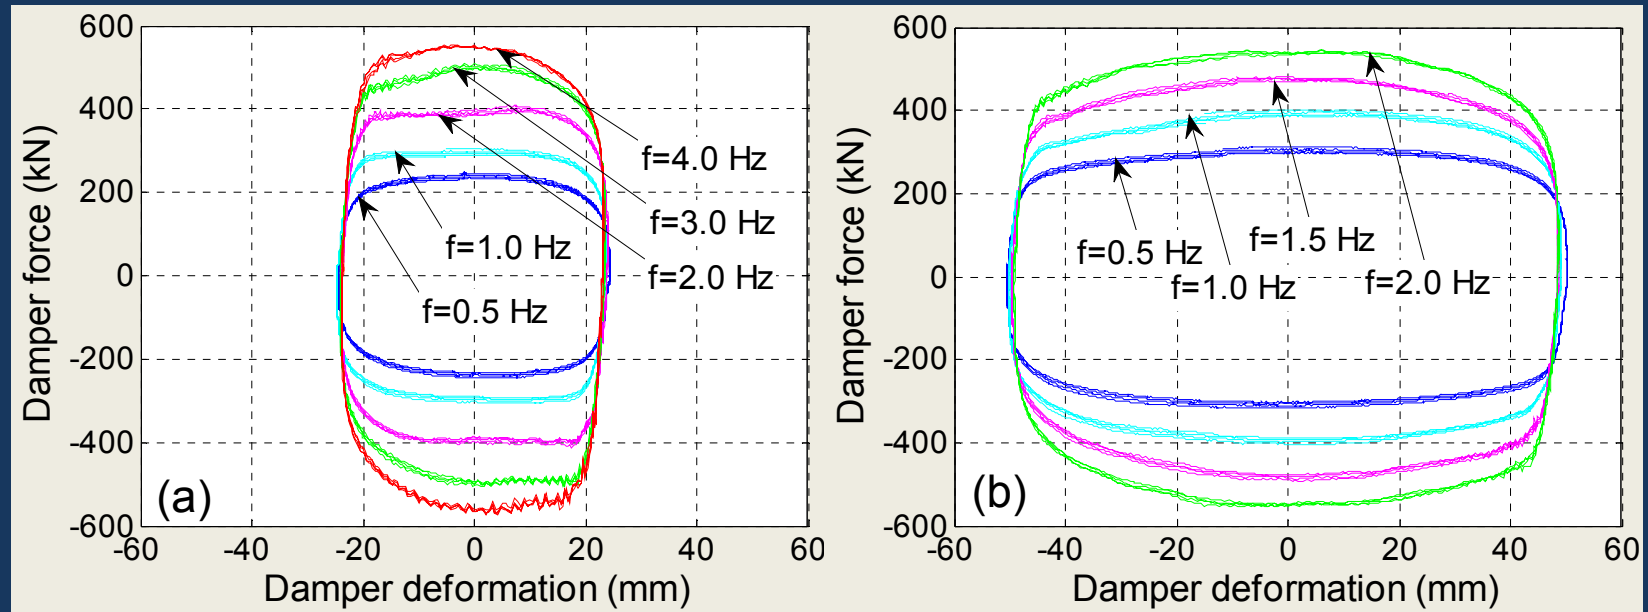 600
400
200
0
-200
-400
-600
-60
-40
-20
0
20
40
60
Damper force (kN)
Damper deformation (mm)
(a)
f=4.0 Hz
f=3.0 Hz
f=1.0 Hz
f=2.0 Hz
f=0.5 Hz
600
400
200
0
-200
-400
-600
-60
-40
-20
0
20
40
60
Damper force (kN)
Damper deformation (mm)
(b)
f=0.5 Hz
f=1.5 Hz
f=1.0 Hz
f=2.0 Hz